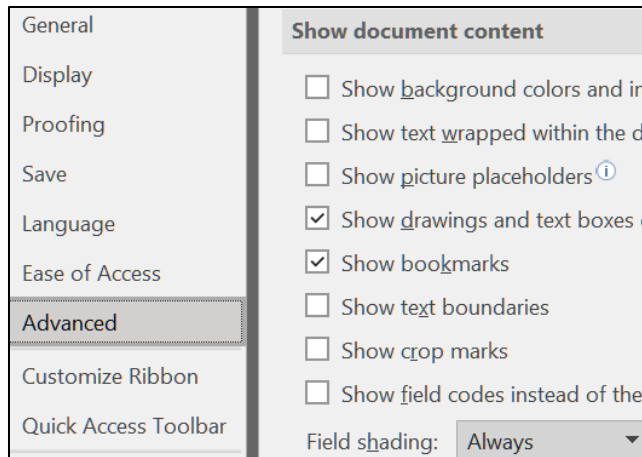 General
Display
Proofing
Save
Language
Ease of Access
Advanced
Customize Ribbon
Quick Access Toolbar
Show document content
Show background colors and
Show text wrapped within the
Show picture placeholders
Show drawings and text boxes
Show bookmarks
Show text boundaries
Show crop marks
Show field codes instead of the
Field shading: Always